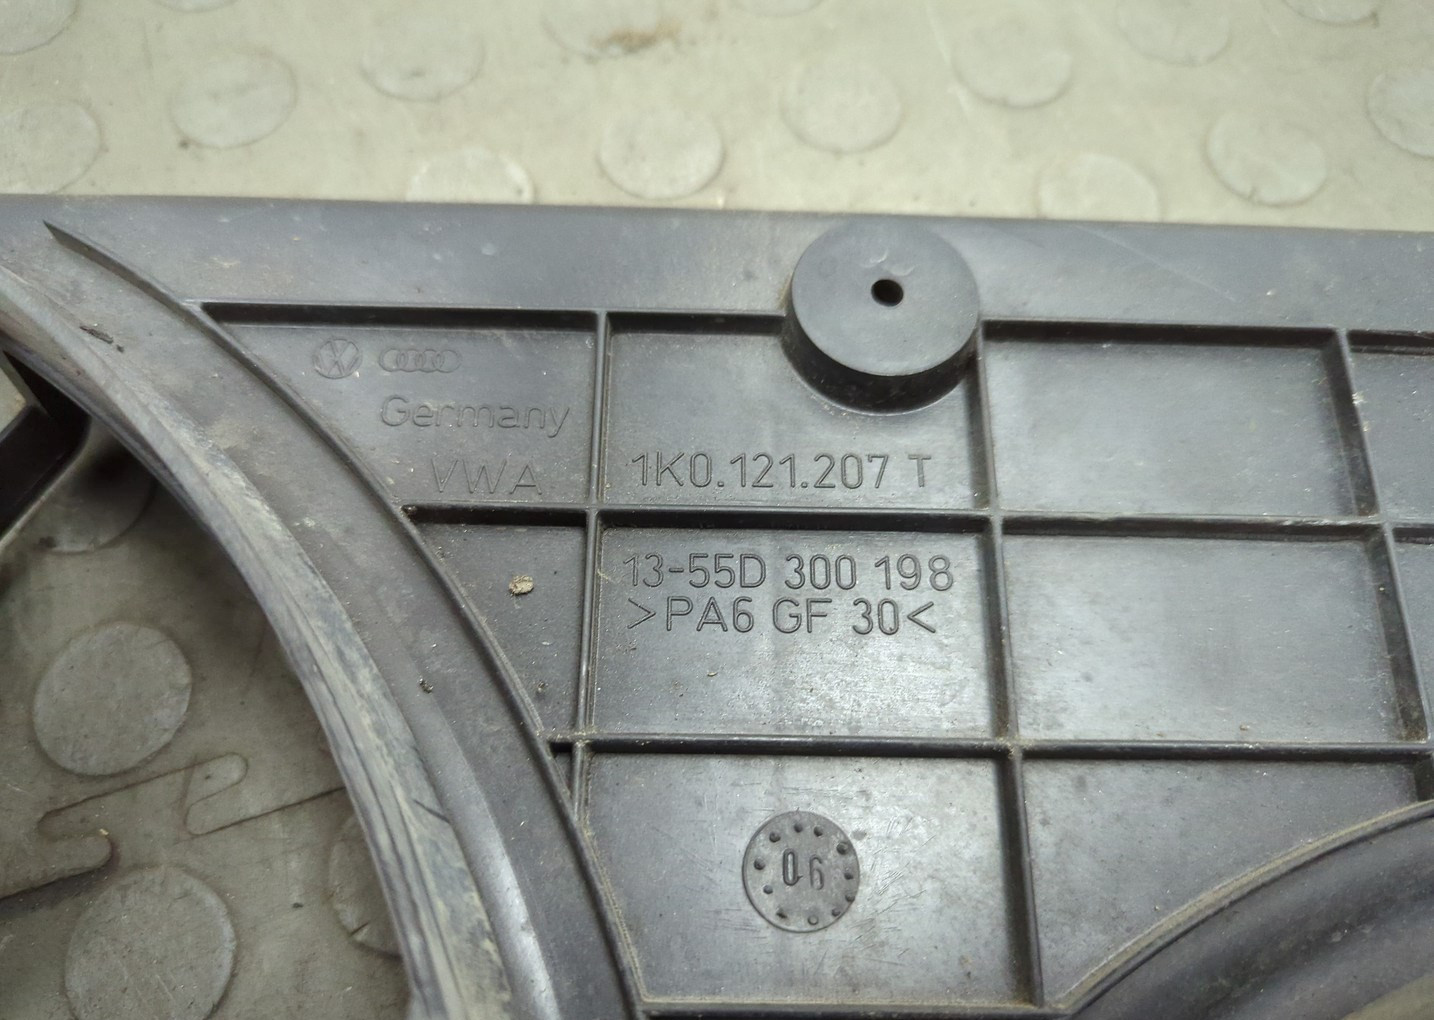 Germany
VWA
1K0.121.207 T
13-55D 300 198
>PA6 GF 30<
06